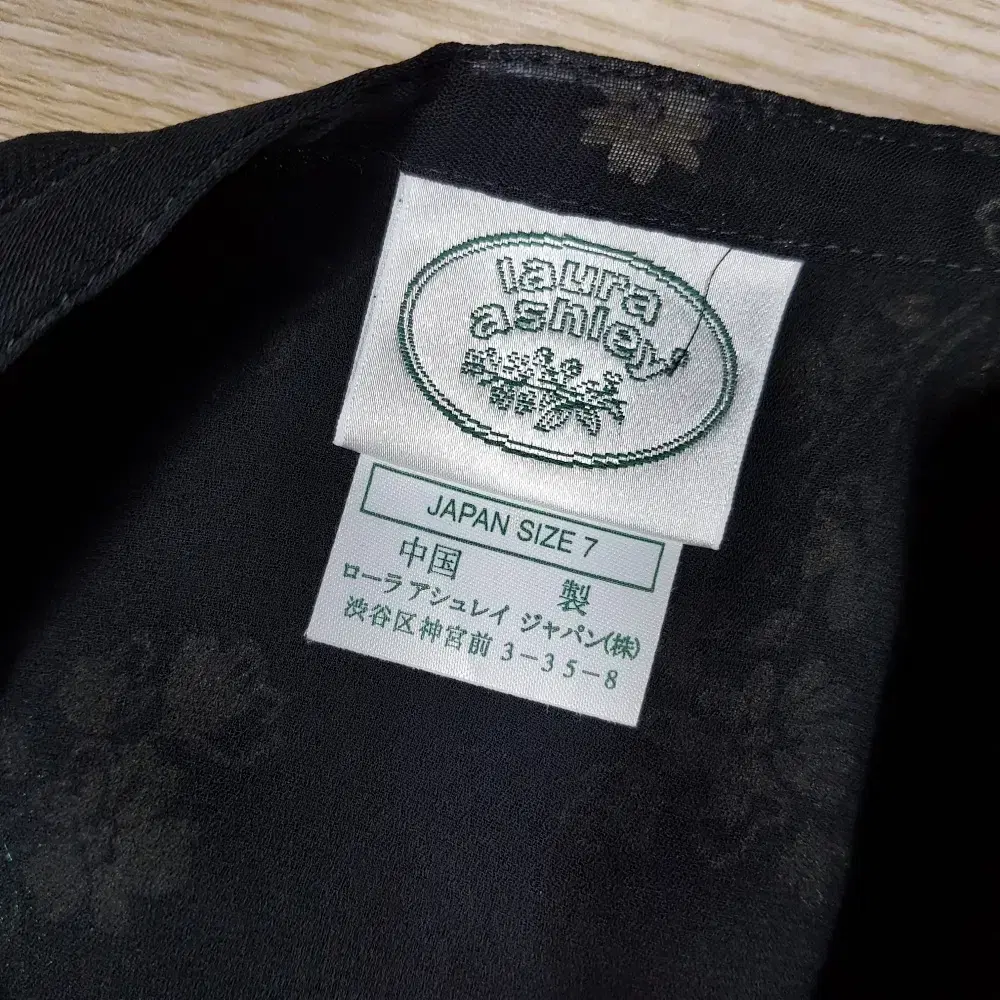 laura
ashley
JAPAN SIZE 7
中国 製
ローラ アシュレイ ジャパン(株)
渋谷区神宮前 3-35-8